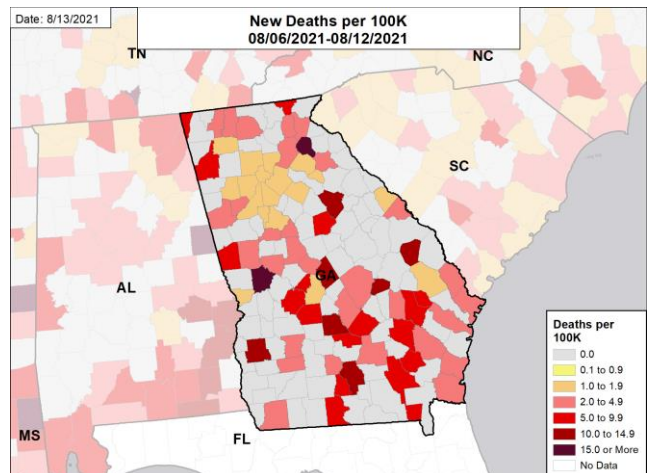 Date: 8/13/2021
New Deaths per 100K
08/06/2021-08/12/2021
TN
NC
SC
AL
GA
MS
FL
Deaths per
100K
0.0
0.1 to 0.9
1.0 to 1.9
2.0 to 4.9
5.0 to 9.9
10.0 to 14.9
15.0 or More
No Data